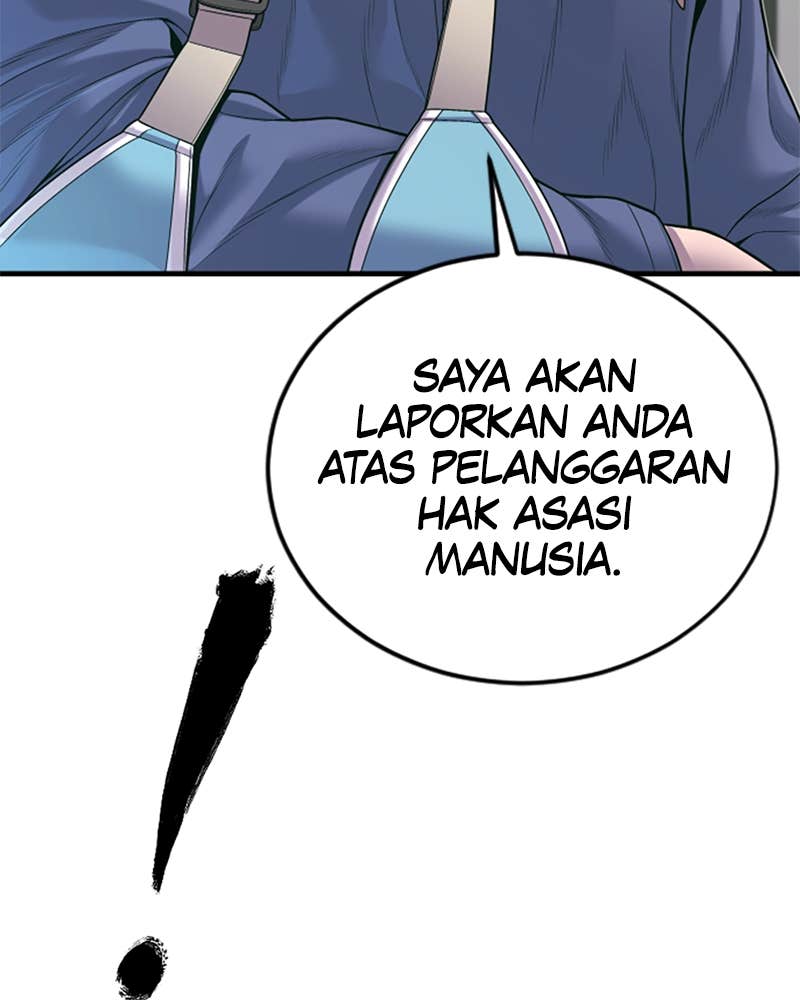 SAYA AKAN
LAPORKAN ANDA
ATAS PELANGGARAN
HAK ASASI
MANUSIA.
!